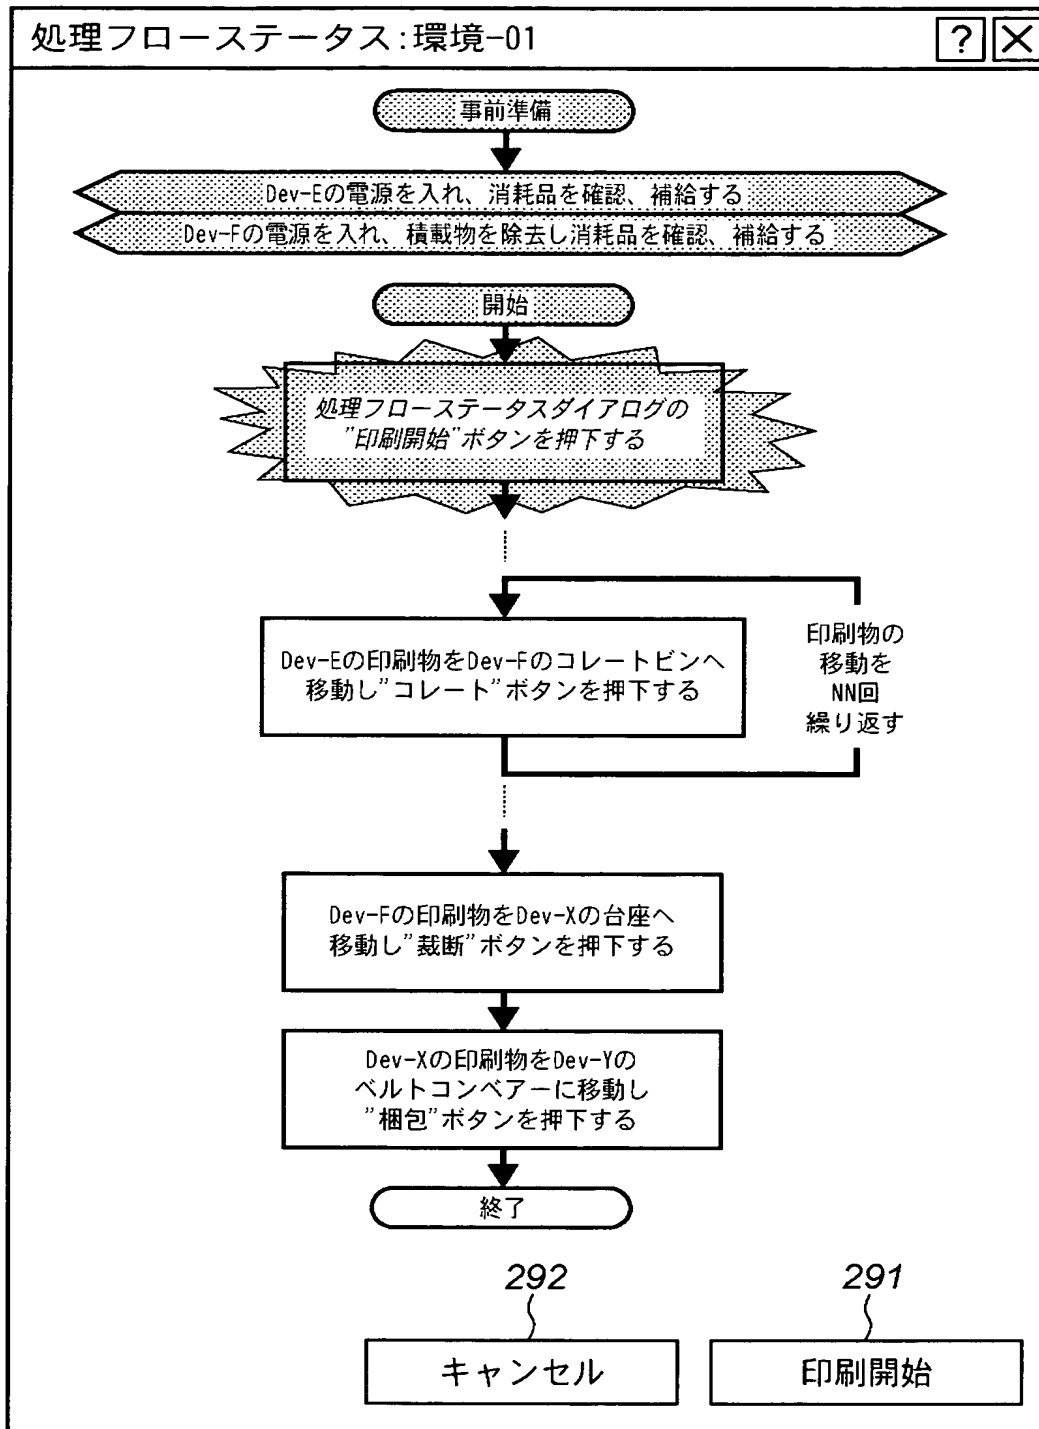 処理フローステータス:環境-01
? X
事前準備
Dev-Eの電源を入れ、消耗品を確認、補給する
Dev-Fの電源を入れ、積載物を除去し消耗品を確認、補給する
開始
処理フローステータスダイアログの
”印刷開始”ボタンを押下する
Dev-Eの印刷物をDev-Fのコレートビンへ
移動し”コレート”ボタンを押下する
印刷物の
移動を
NN回
繰り返す
Dev-Fの印刷物をDev-Xの台座へ
移動し”裁断”ボタンを押下する
Dev-Xの印刷物をDev-Yの
ベルトコンベアーに移動し
”梱包”ボタンを押下する
終了
292
291
キャンセル
印刷開始